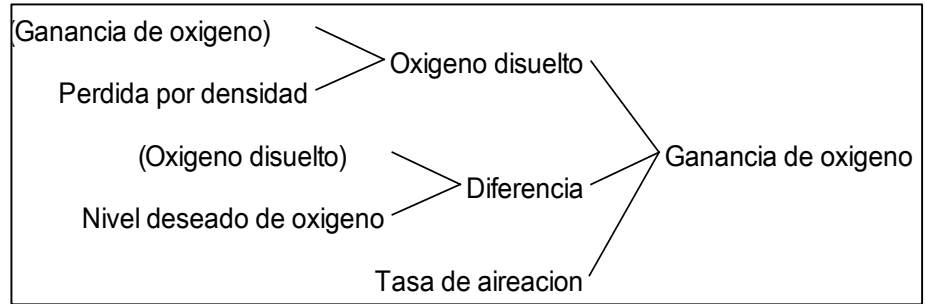 (Ganancia de oxigeno)
Oxigeno disuelto
Perdida por densidad
(Oxigeno disuelto)
Ganancia de oxigeno
Diferencia
Nivel deseado de oxigeno
Tasa de aireacion